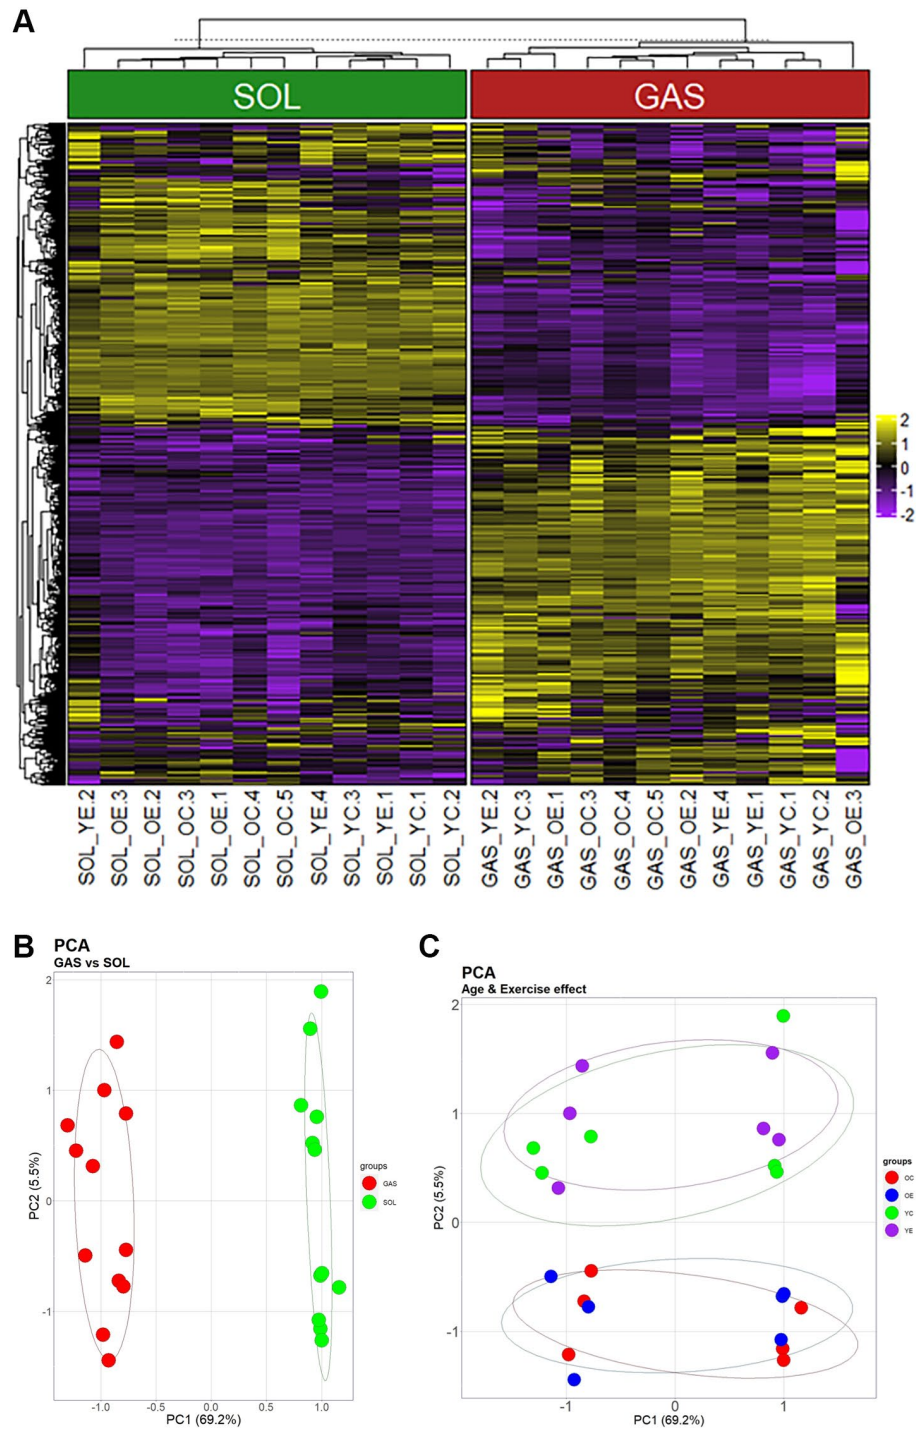 A
SOL GAS
2
1
0
-1
-2
SOL_YE.2 SOL_OE.3 SOL_OE.2 SOL_OC.3 SOL_OE.1 SOL_OC.4 SOL_OC.5 SOL_YE.4 SOL_YC.3 SOL_YE.1 SOL_YC.1 SOL_YC.2 GAS_YE.2 GAS_YC.3 GAS_OE.1 GAS_OC.3 GAS_OC.4 GAS_OC.5 GAS_OE.2 GAS_YE.4 GAS_YE.1 GAS_YC.1 GAS_YC.2 GAS_OE.3
B
PCA
GAS vs SOL
2
1
0
-1
PC2 (5.5%)
-1.0 -0.5 0.0 0.5 1.0
PC1 (69.2%)
groups
GAS
SOL
C
PCA
Age & Exercise effect
2
1
0
-1
PC2 (5.5%)
-1 0 1
PC1 (69.2%)
groups
OC
OE
YC
YE